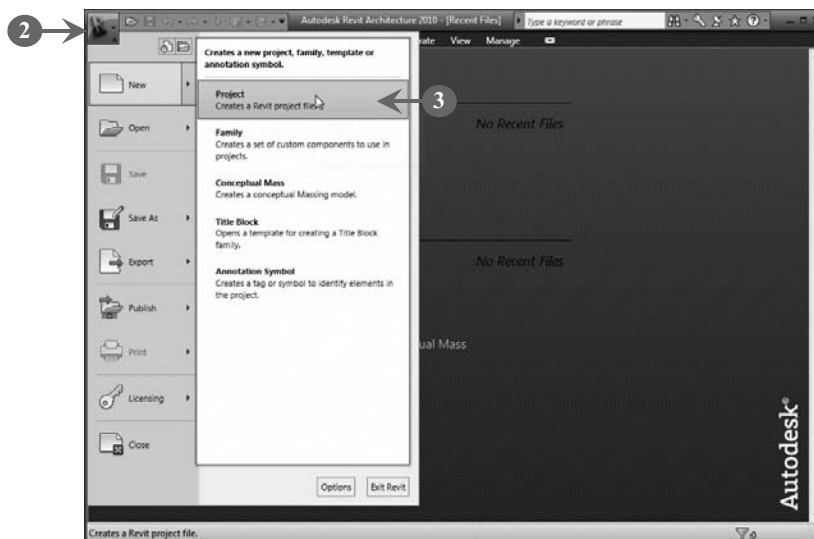 2
Autodesk Revit Architecture 2010 - [Recent Files]
Type a keyword or phrase
rate View Manage
Creates a new project, family, template or
annotation symbol.
New
Project
Creates a Revit project file.
3
No Recent Files
Open
Family
Creates a set of custom components to use in
projects.
Save
Conceptual Mass
Creates a conceptual Massing model.
Save As
Title Block
Opens a template for creating a Title Block
family.
Export
Annotation Symbol
Creates a tag or symbol to identify elements in
the project.
No Recent Files
Publish
Print
ual Mass
Licensing
Close
Autodesk®
Options
Exit Revit
Creates a Revit project file.
:0